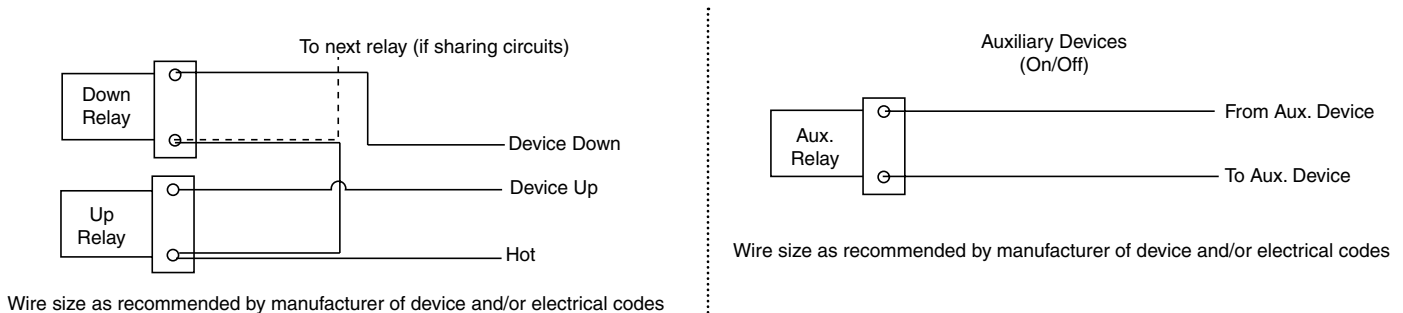 To next relay (if sharing circuits)
Down
Relay
Device Down
Device Up
Up
Relay
Hot
Wire size as recommended by manufacturer of device and/or electrical codes
Auxiliary Devices
(On/Off)
From Aux. Device
Aux.
Relay
To Aux. Device
Wire size as recommended by manufacturer of device and/or electrical codes